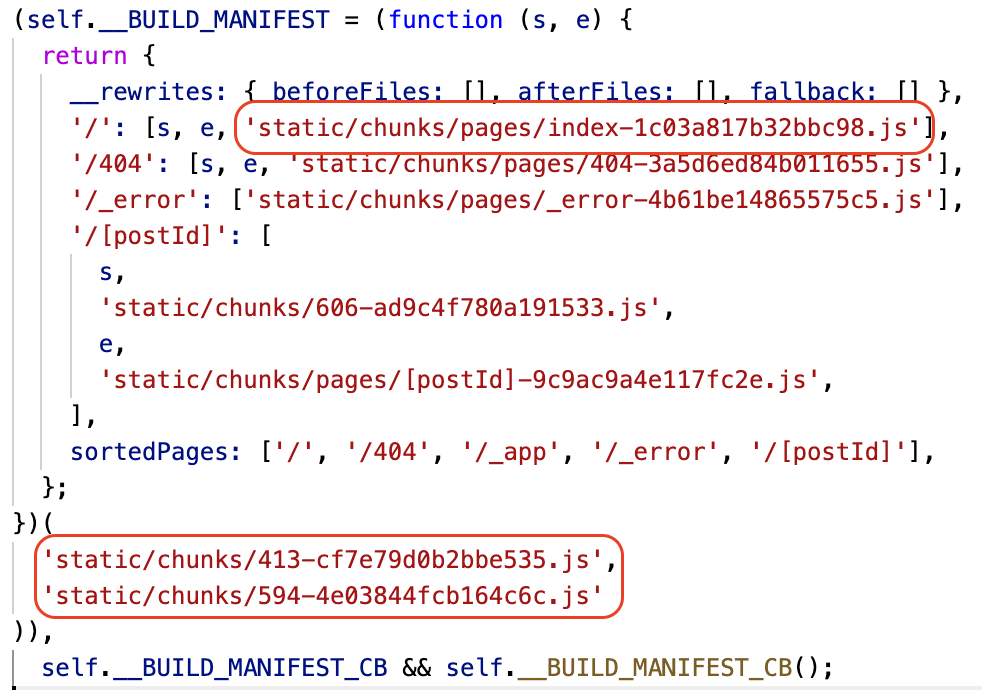 (self.__BUILD_MANIFEST = (function (s, e) {
return {
__rewrites: { beforeFiles: [], afterFiles: [], fallback: [] },
'/': [s, e, 'static/chunks/pages/index-1c03a817b32bbc98.js'],
'/404': [s, e, 'static/chunks/pages/404-3a5d6ed84b011655.js'],
'/_error': ['static/chunks/pages/_error-4b61be14865575c5.js'],
'/[postId]': [
s,
'static/chunks/606-ad9c4f780a191533.js',
e,
'static/chunks/pages/[postId]-9c9ac9a4e117fc2e.js',
],
sortedPages: ['/', '/404', '/_app', '/_error', '/[postId]'],
};
})(
'static/chunks/413-cf7e79d0b2bbe535.js',
'static/chunks/594-4e03844fcb164c6c.js'
)),
self.__BUILD_MANIFEST_CB && self.__BUILD_MANIFEST_CB();